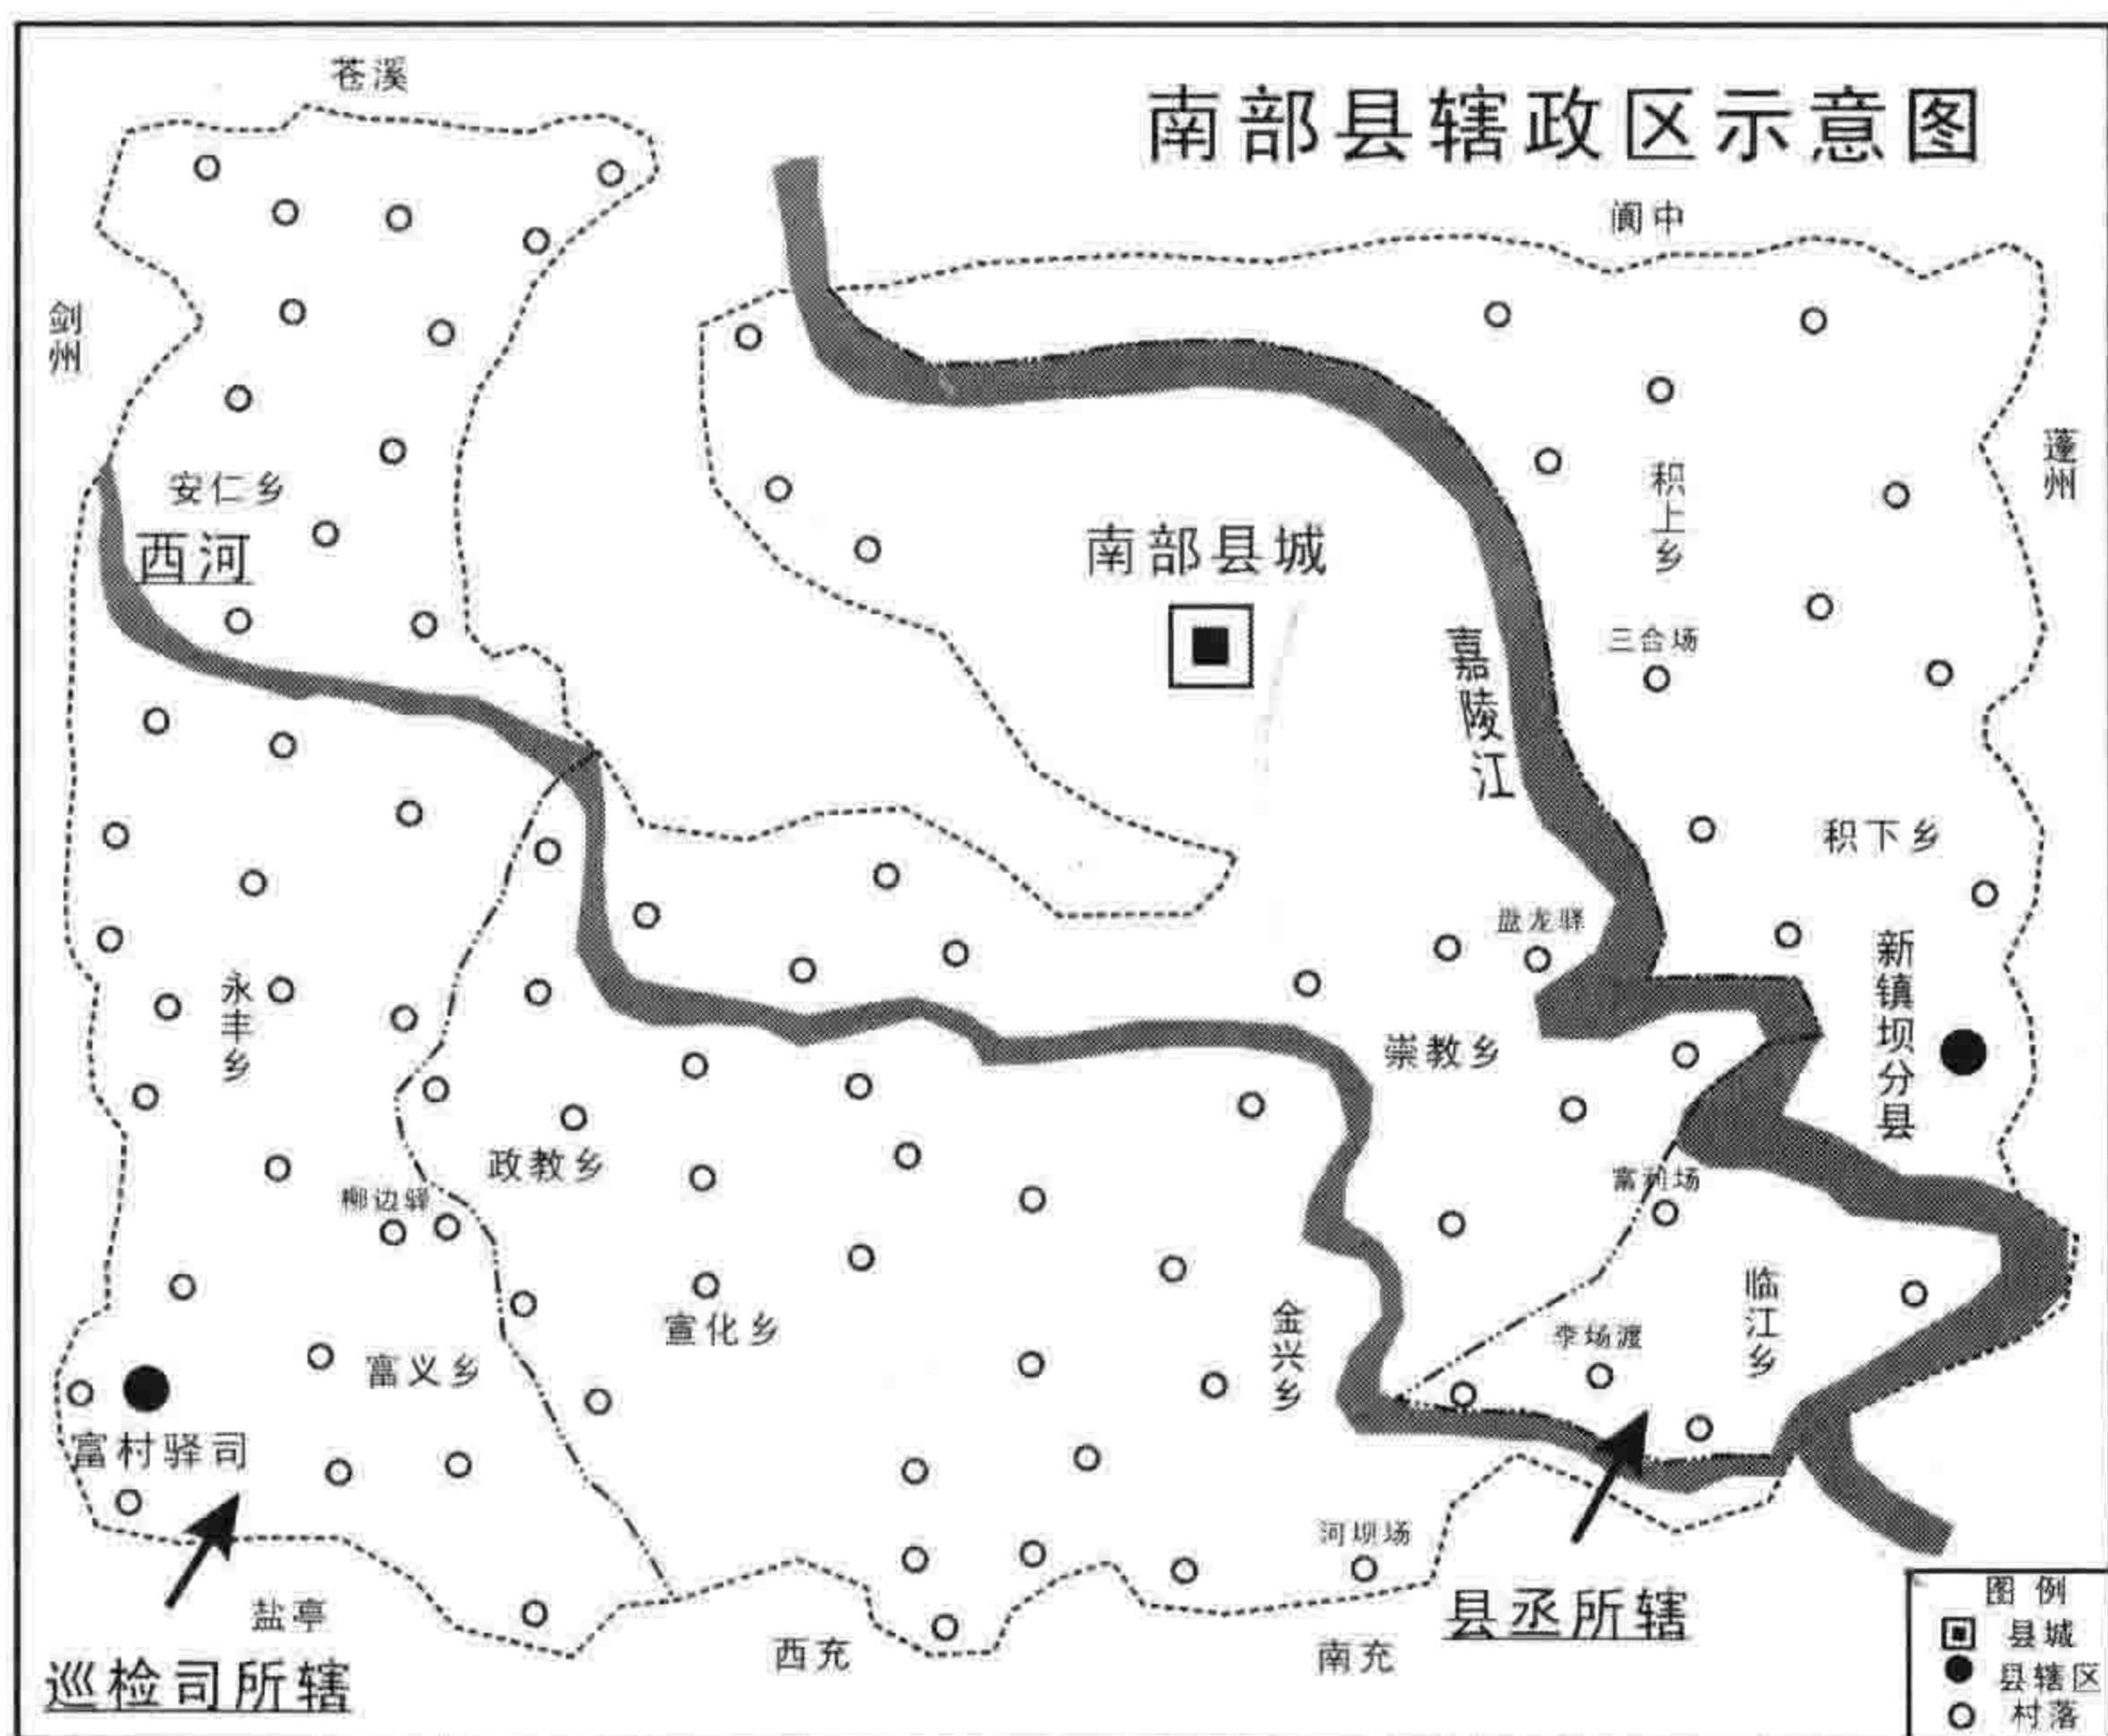 南部县辖政区示意图
苍溪
阆中
剑州
蓬州
安仁乡
西河
南部县城
积上乡
三合场
嘉陵江
积下乡
盘龙驿
新镇坝分县
永丰乡
崇教乡
政教乡
柳边驿
富利场
临江乡
宣化乡
金兴乡
李场渡
富义乡
富村驿司
河坝场
县丞所辖
盐亭
西充
南充
巡检司所辖
图例
县城
县辖区
村落